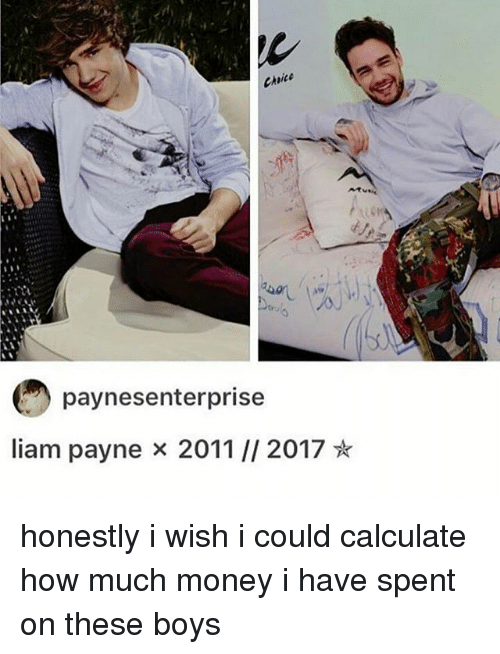 Choice
paynesenterprise
liam payne × 2011 // 2017 ☆
honestly i wish i could calculate
how much money i have spent
on these boys